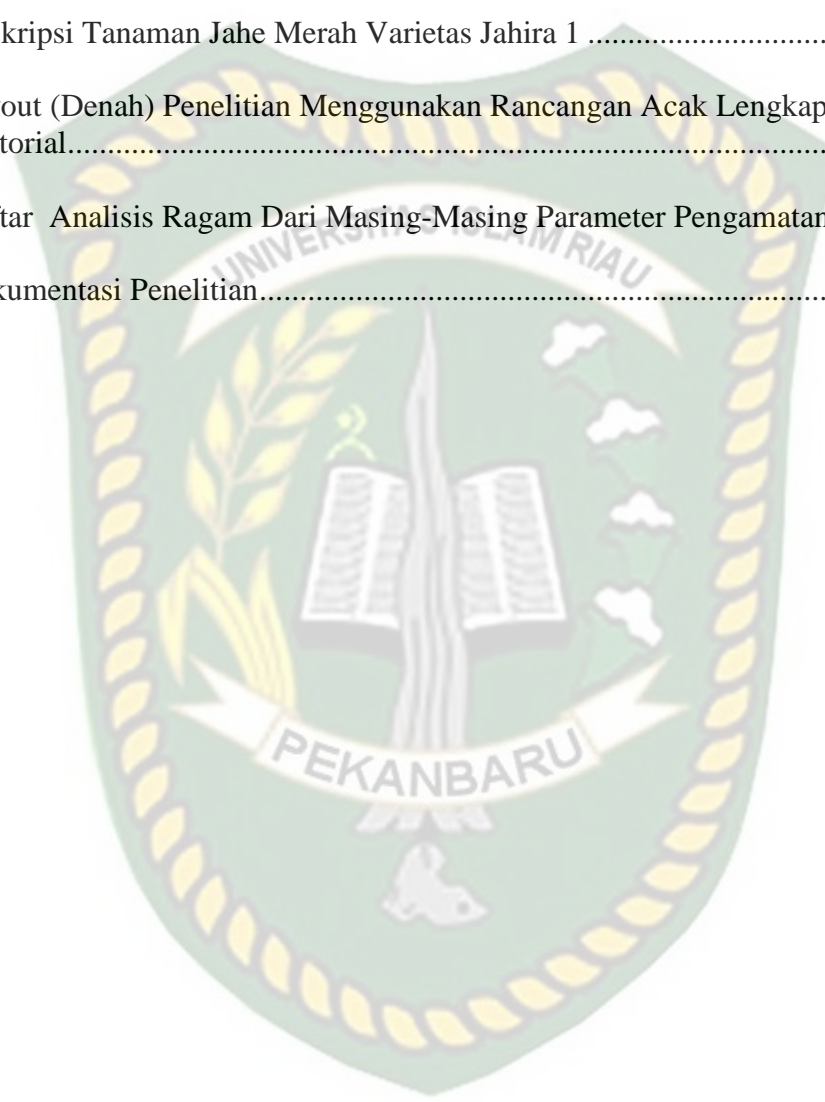 kripsi Tanaman Jahe Merah Varietas Jahira 1 .............................
out (Denah) Penelitian Menggunakan Rancangan Acak Lengkap
torial................................................................................................
tar  Analisis Ragam Dari Masing-Masing Parameter Pengamatan
kumentasi Penelitian........................................................................
UNIVERSITAS ISLAM RIAU
PEKANBARU